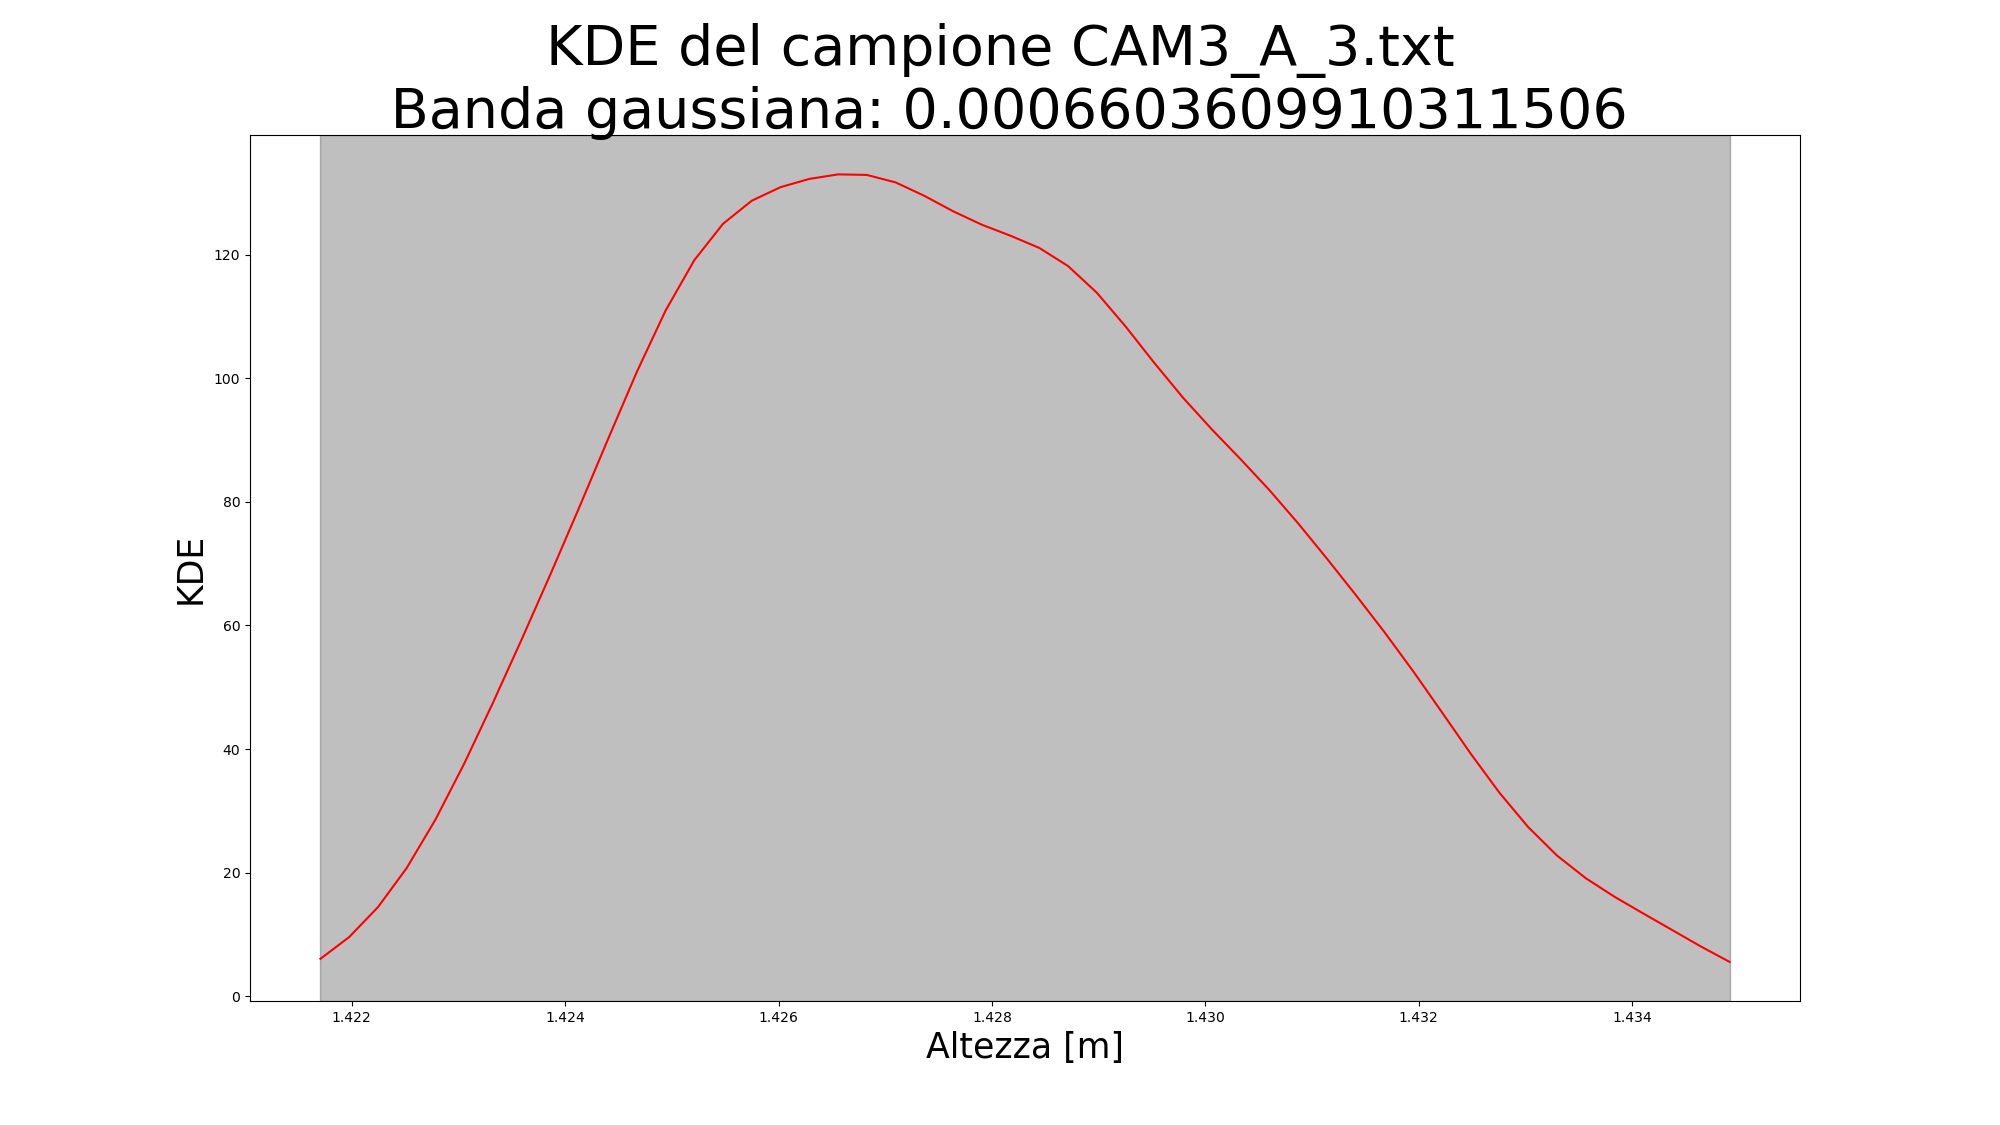 KDE del campione CAM3_A_3.txt
Banda gaussiana: 0.0006603609910311506
120
100
80
60
40
20
0
KDE
1.422 1.424 1.426 1.428 1.430 1.432 1.434
Altezza [m]